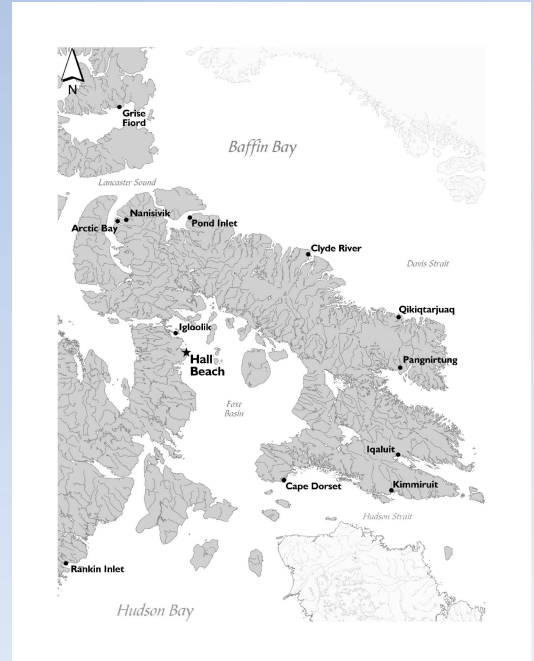 N
Grise
Fiord
Baffin Bay
Lancaster Sound
Nanisivik
Arctic Bay
Pond Inlet
Clyde River
Davis Strait
Qikiqtarjuaq
Igloolik
Hall
Beach
Pangnirtung
Foxe
Basin
Iqaluit
Cape Dorset
Kimmiruit
Hudson Strait
Rankin Inlet
Hudson Bay